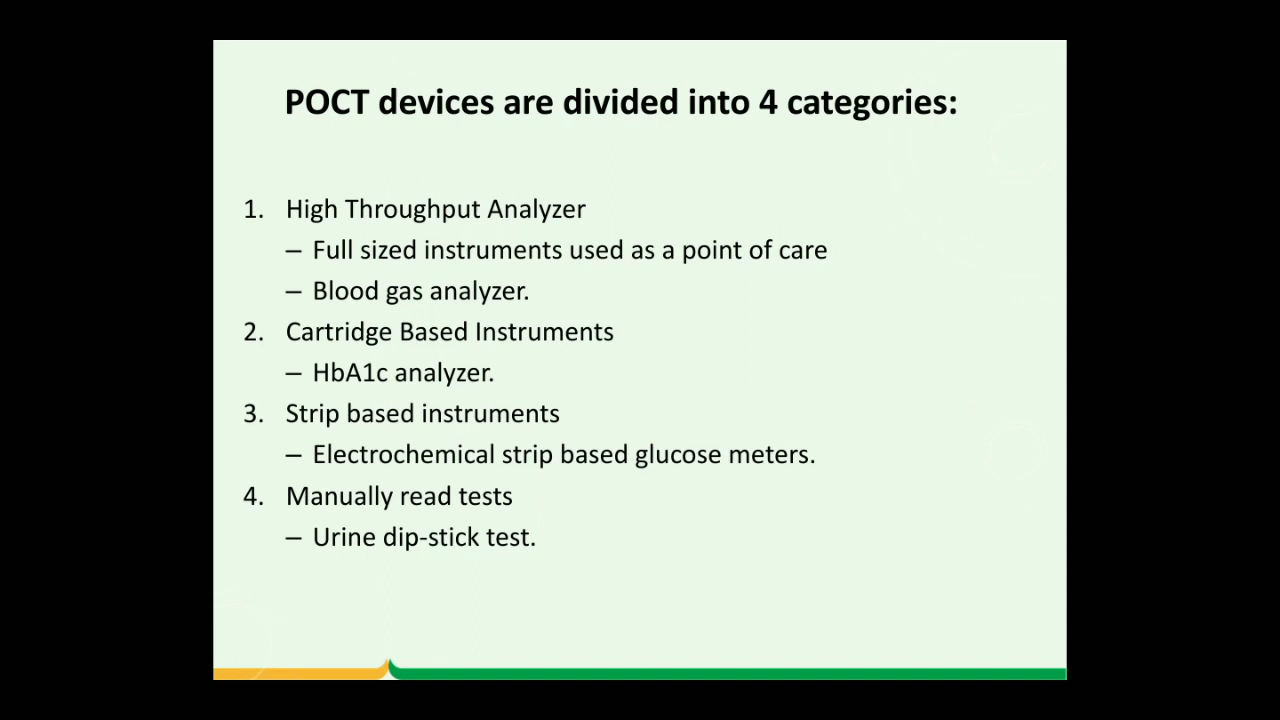 POCT devices are divided into 4 categories:
1. High Throughput Analyzer
– Full sized instruments used as a point of care
– Blood gas analyzer.
2. Cartridge Based Instruments
– HbA1c analyzer.
3. Strip based instruments
– Electrochemical strip based glucose meters.
4. Manually read tests
– Urine dip-stick test.